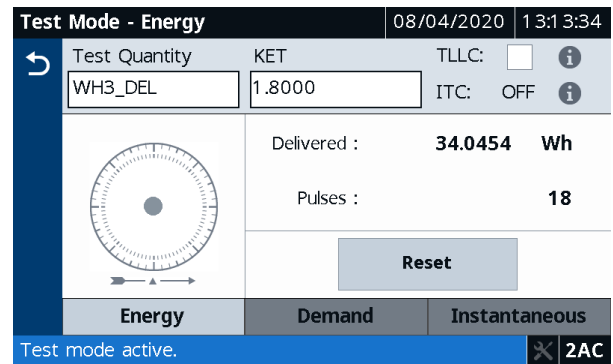 Test Mode - Energy 08/04/2020 13:13:34
Test Quantity KET TLLC:
WH3_DEL 1.8000 ITC: OFF
Delivered : 34.0454 Wh
Pulses : 18
Reset
Energy Demand Instantaneous
Test mode active. 2AC